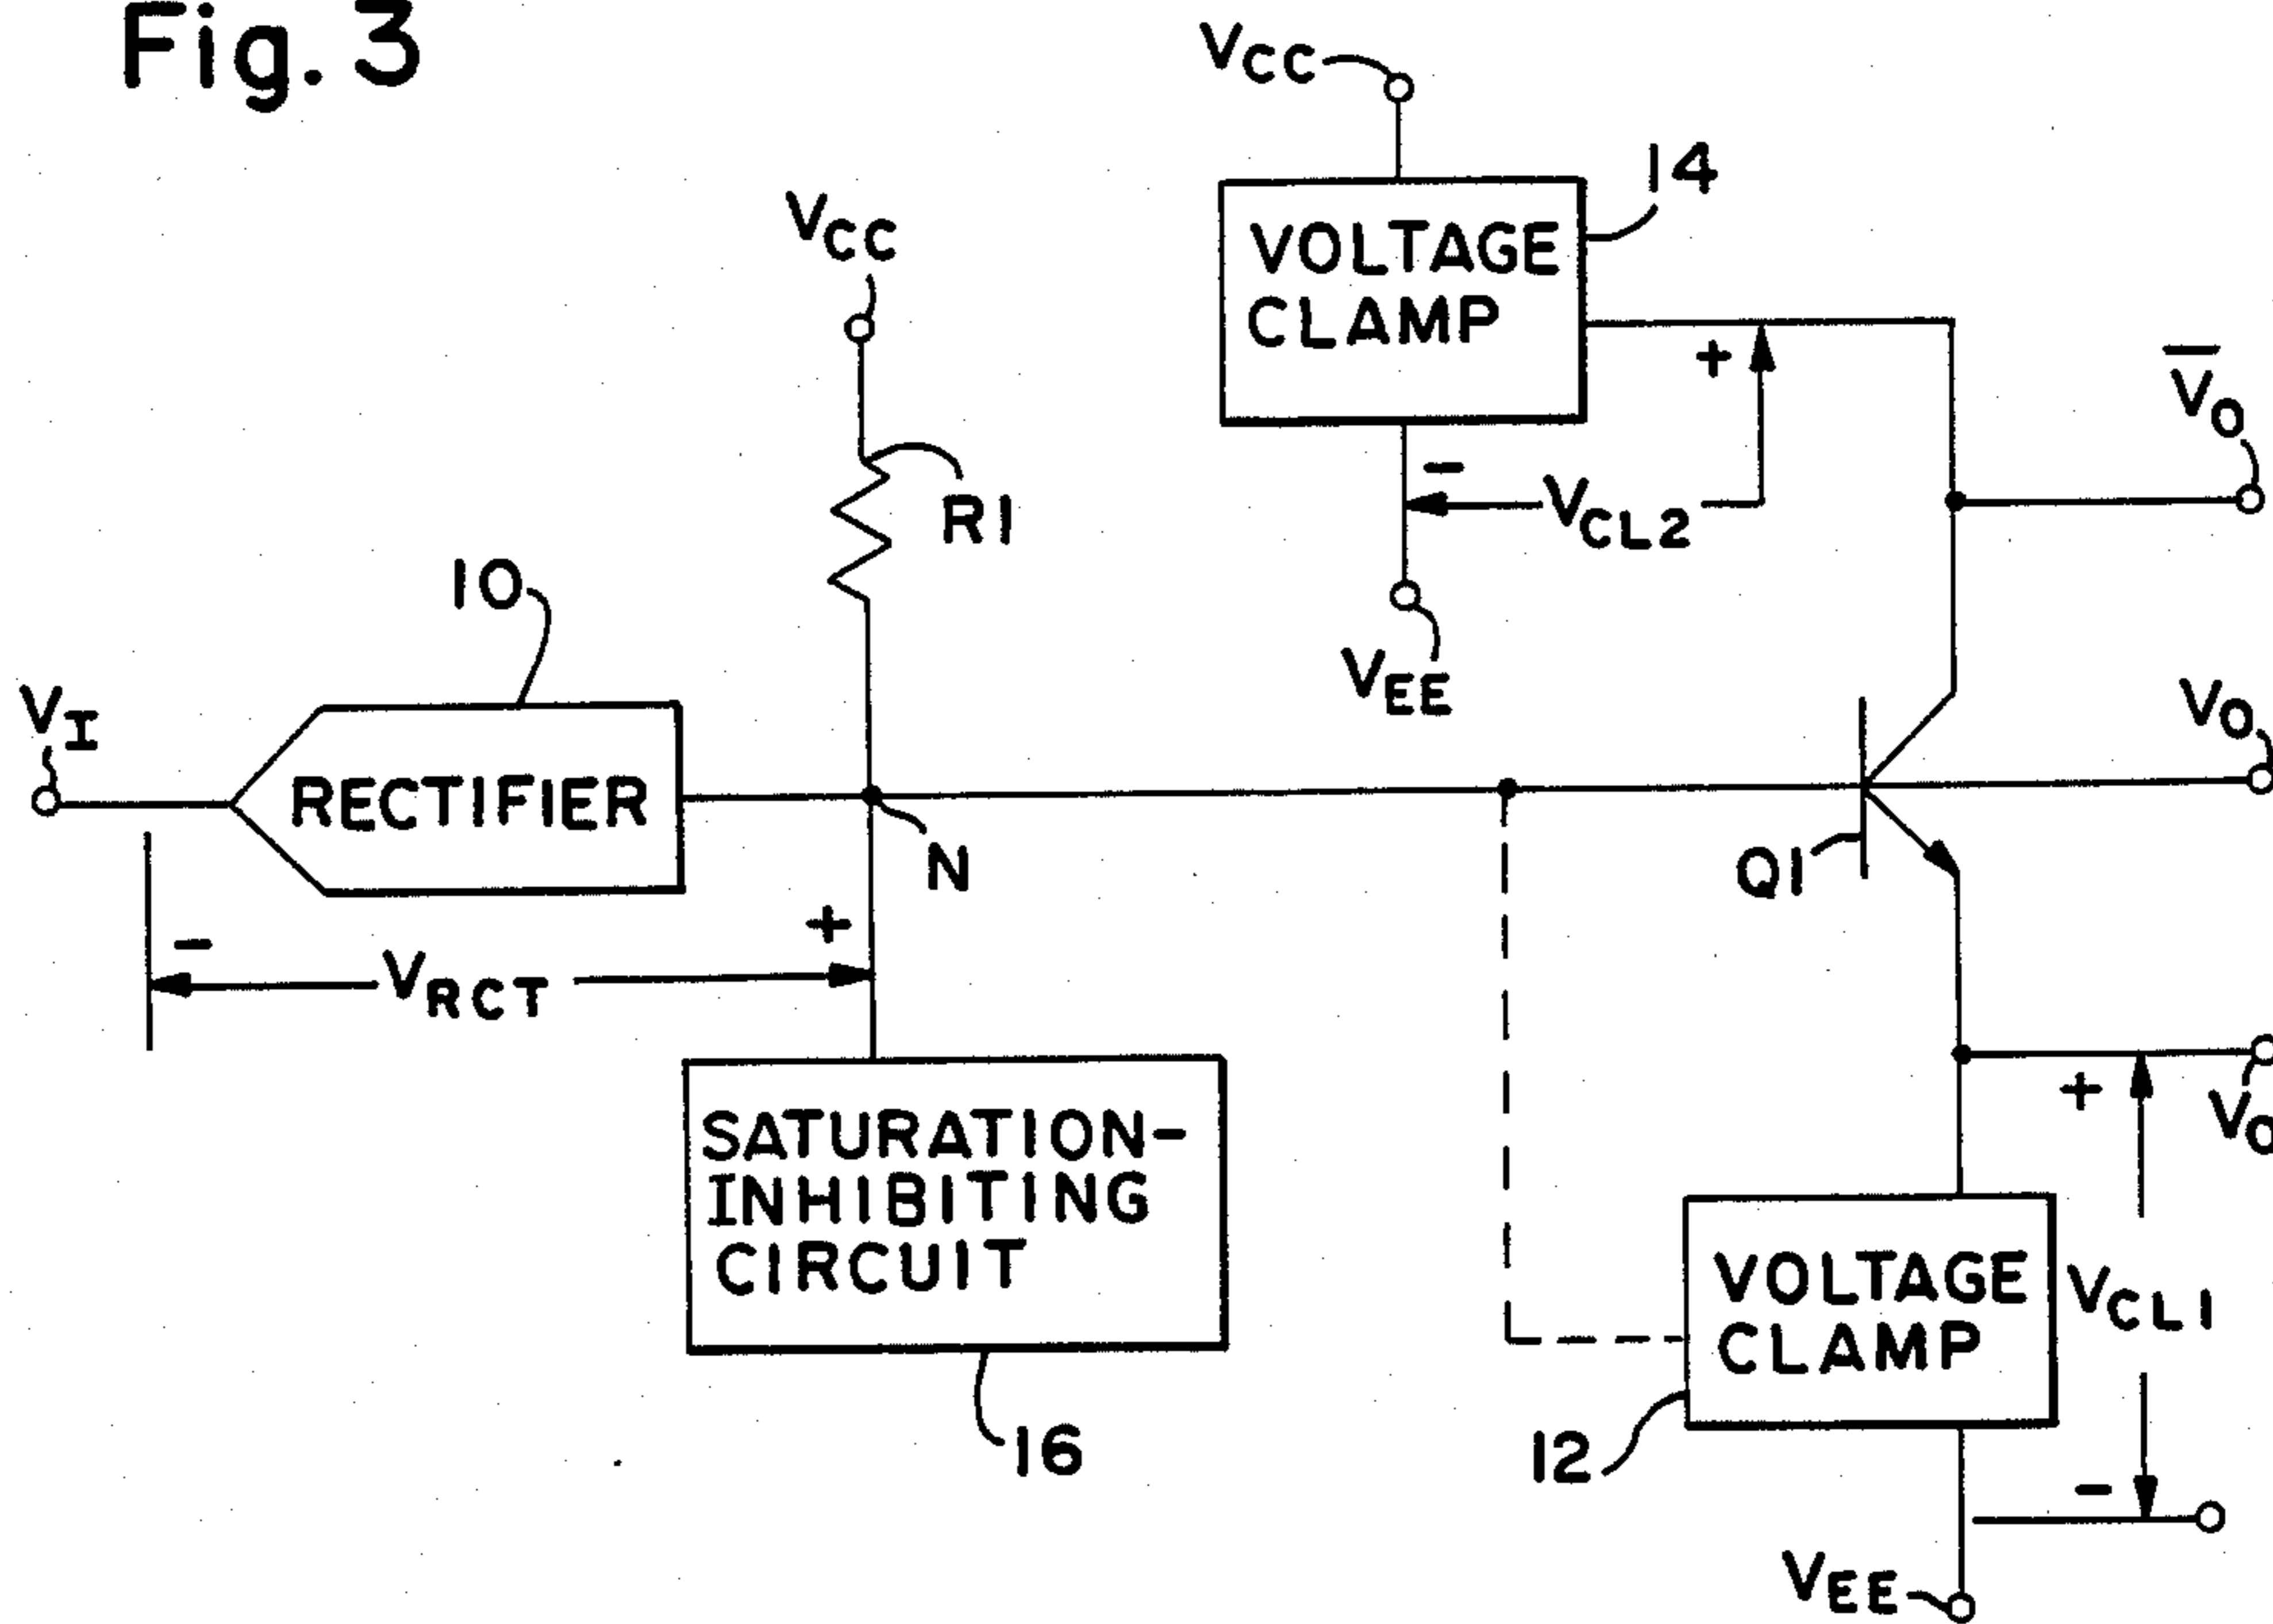 Fig. 3
VCC
14
VOLTAGE
CLAMP
VCC
+
V̅O
-
VCL2
R1
10
VEE
VI
VO
RECTIFIER
N
Q1
+
-
VRCT
+
VO
SATURATION-
INHIBITING
CIRCUIT
VOLTAGE
CLAMP
VCL1
16
12
-
VEE